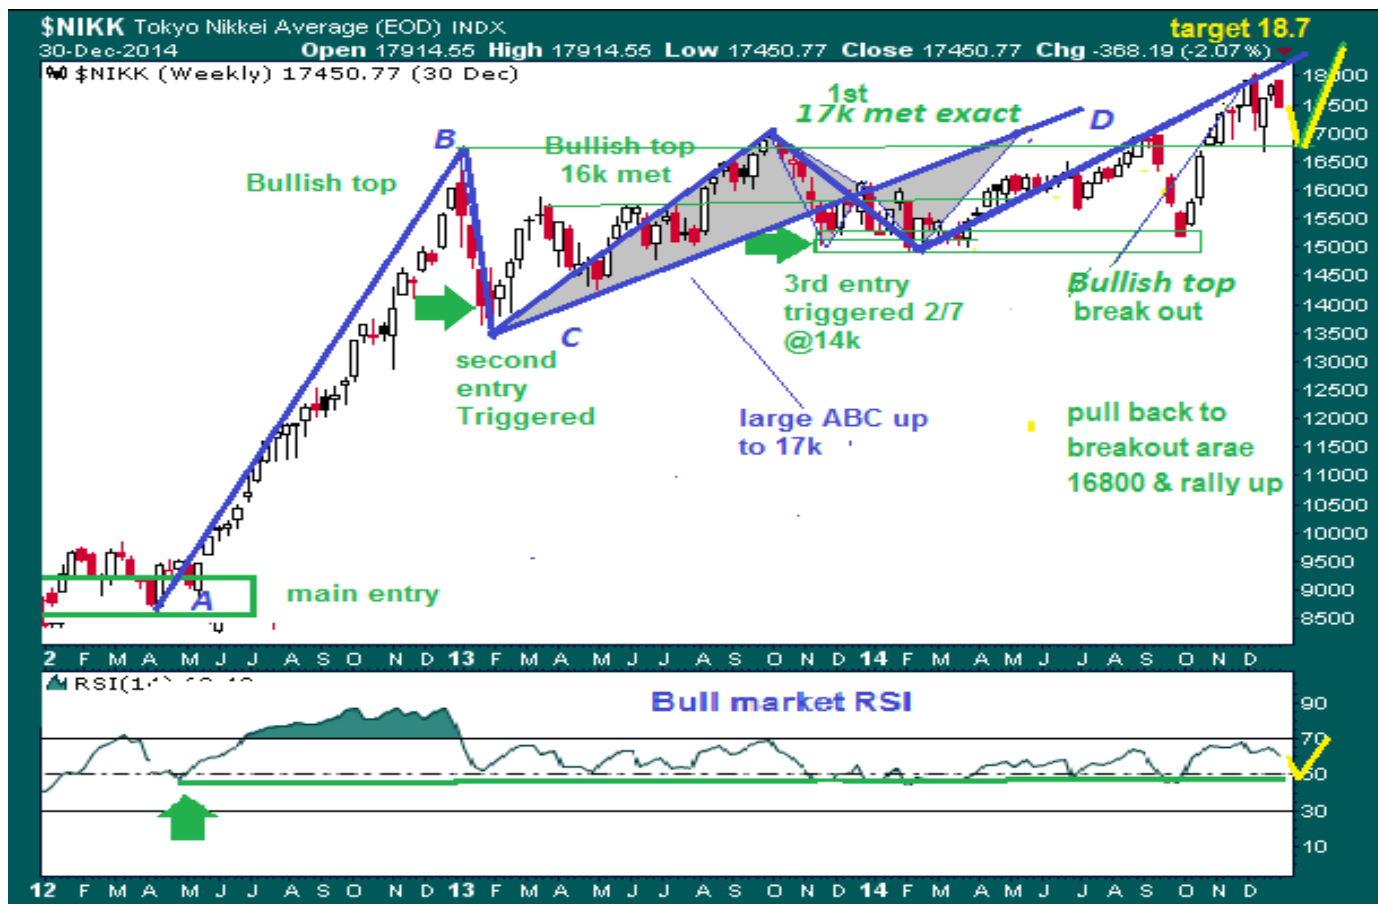 $NIKK Tokyo Nikkei Average (EOD) INDX
target 18.7
30-Dec-2014
Open 17914.55 High 17914.55 Low 17450.77 Close 17450.77 Chg -368.19 (-2.07%)
$NIKK (Weekly) 17450.77 (30 Dec)
1st
17k met exact
B
D
Bullish top
Bullish top
16k met
C
3rd entry
triggered 2/7
@14k
second
entry
Triggered
Bullish top
break out
large ABC up
to 17k
pull back to
breakout arae
16800 & rally up
A
main entry
18000
17500
17000
16500
16000
15500
15000
14500
14000
13500
13000
12500
12000
11500
11000
10500
10000
9500
9000
8500
2 F M A M J J A S O N D 13 F M A M J J A S O N D 14 F M A M J J A S O N D
RSI(14)
Bull market RSI
90
70
50
30
10
12 F M A M J J A S O N D 13 F M A M J J A S O N D 14 F M A M J J A S O N D